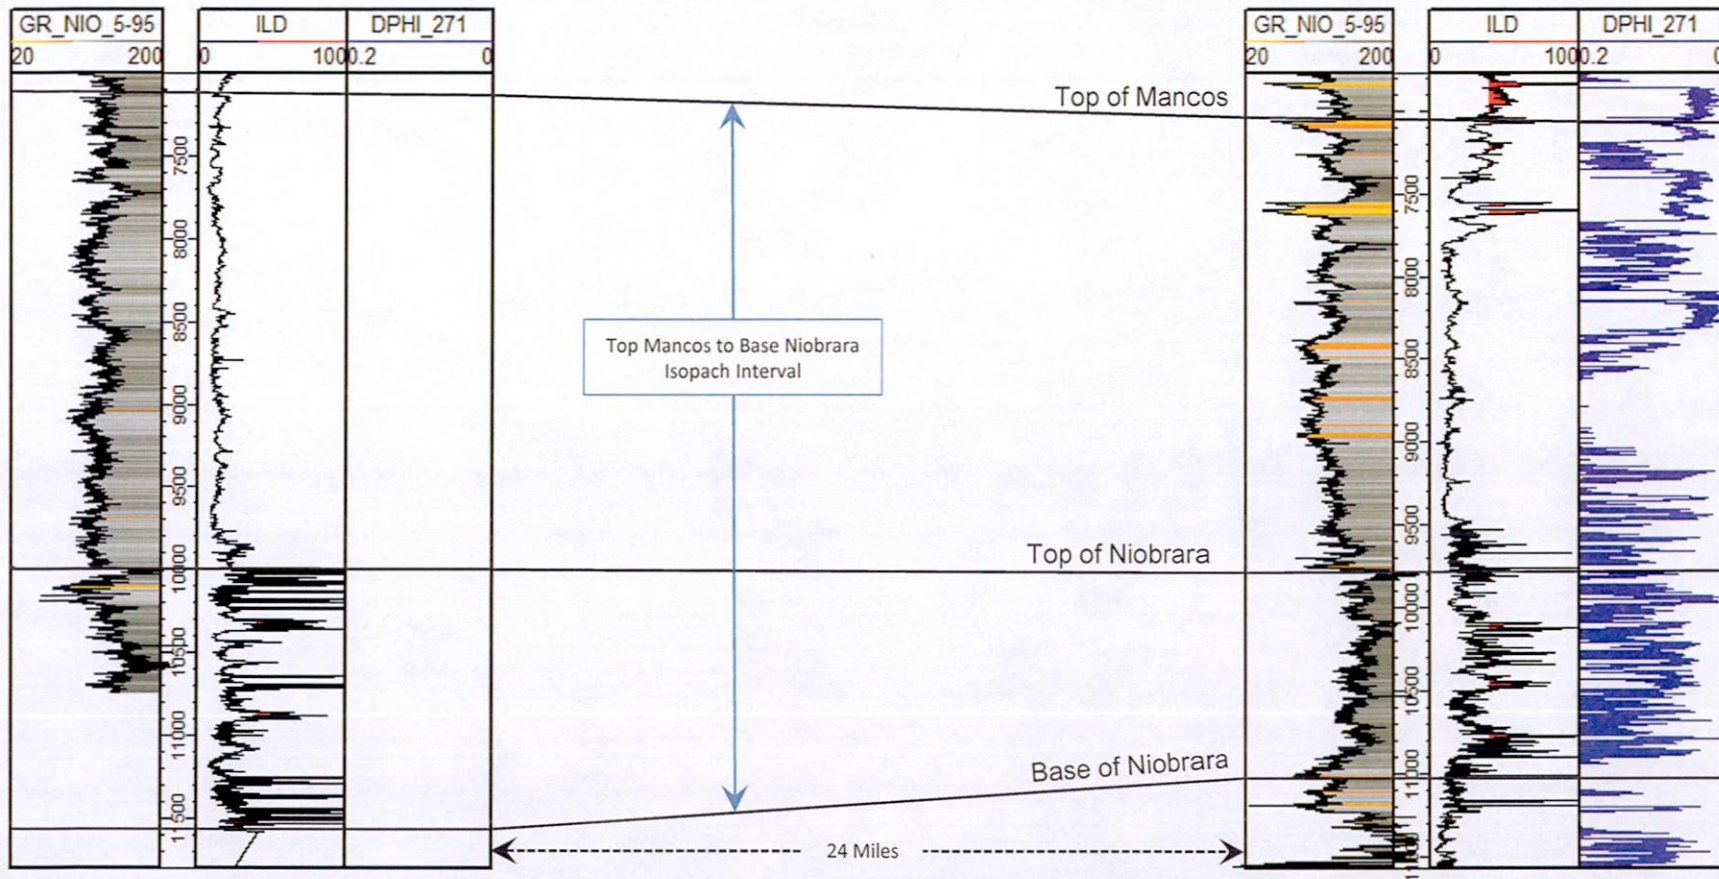 GR_NIO_5-95 ILD DPHI_271
20 200 0 100 0.2 0
7500
8000
8500
9000
9500
10000
10500
11000
11500
Top of Mancos
Top Mancos to Base Niobrara
Isopach Interval
Top of Niobrara
Base of Niobrara
24 Miles
GR_NIO_5-95 ILD DPHI_271
20 200 0 100 0.2 0
7500
8000
8500
9000
9500
10000
10500
11000